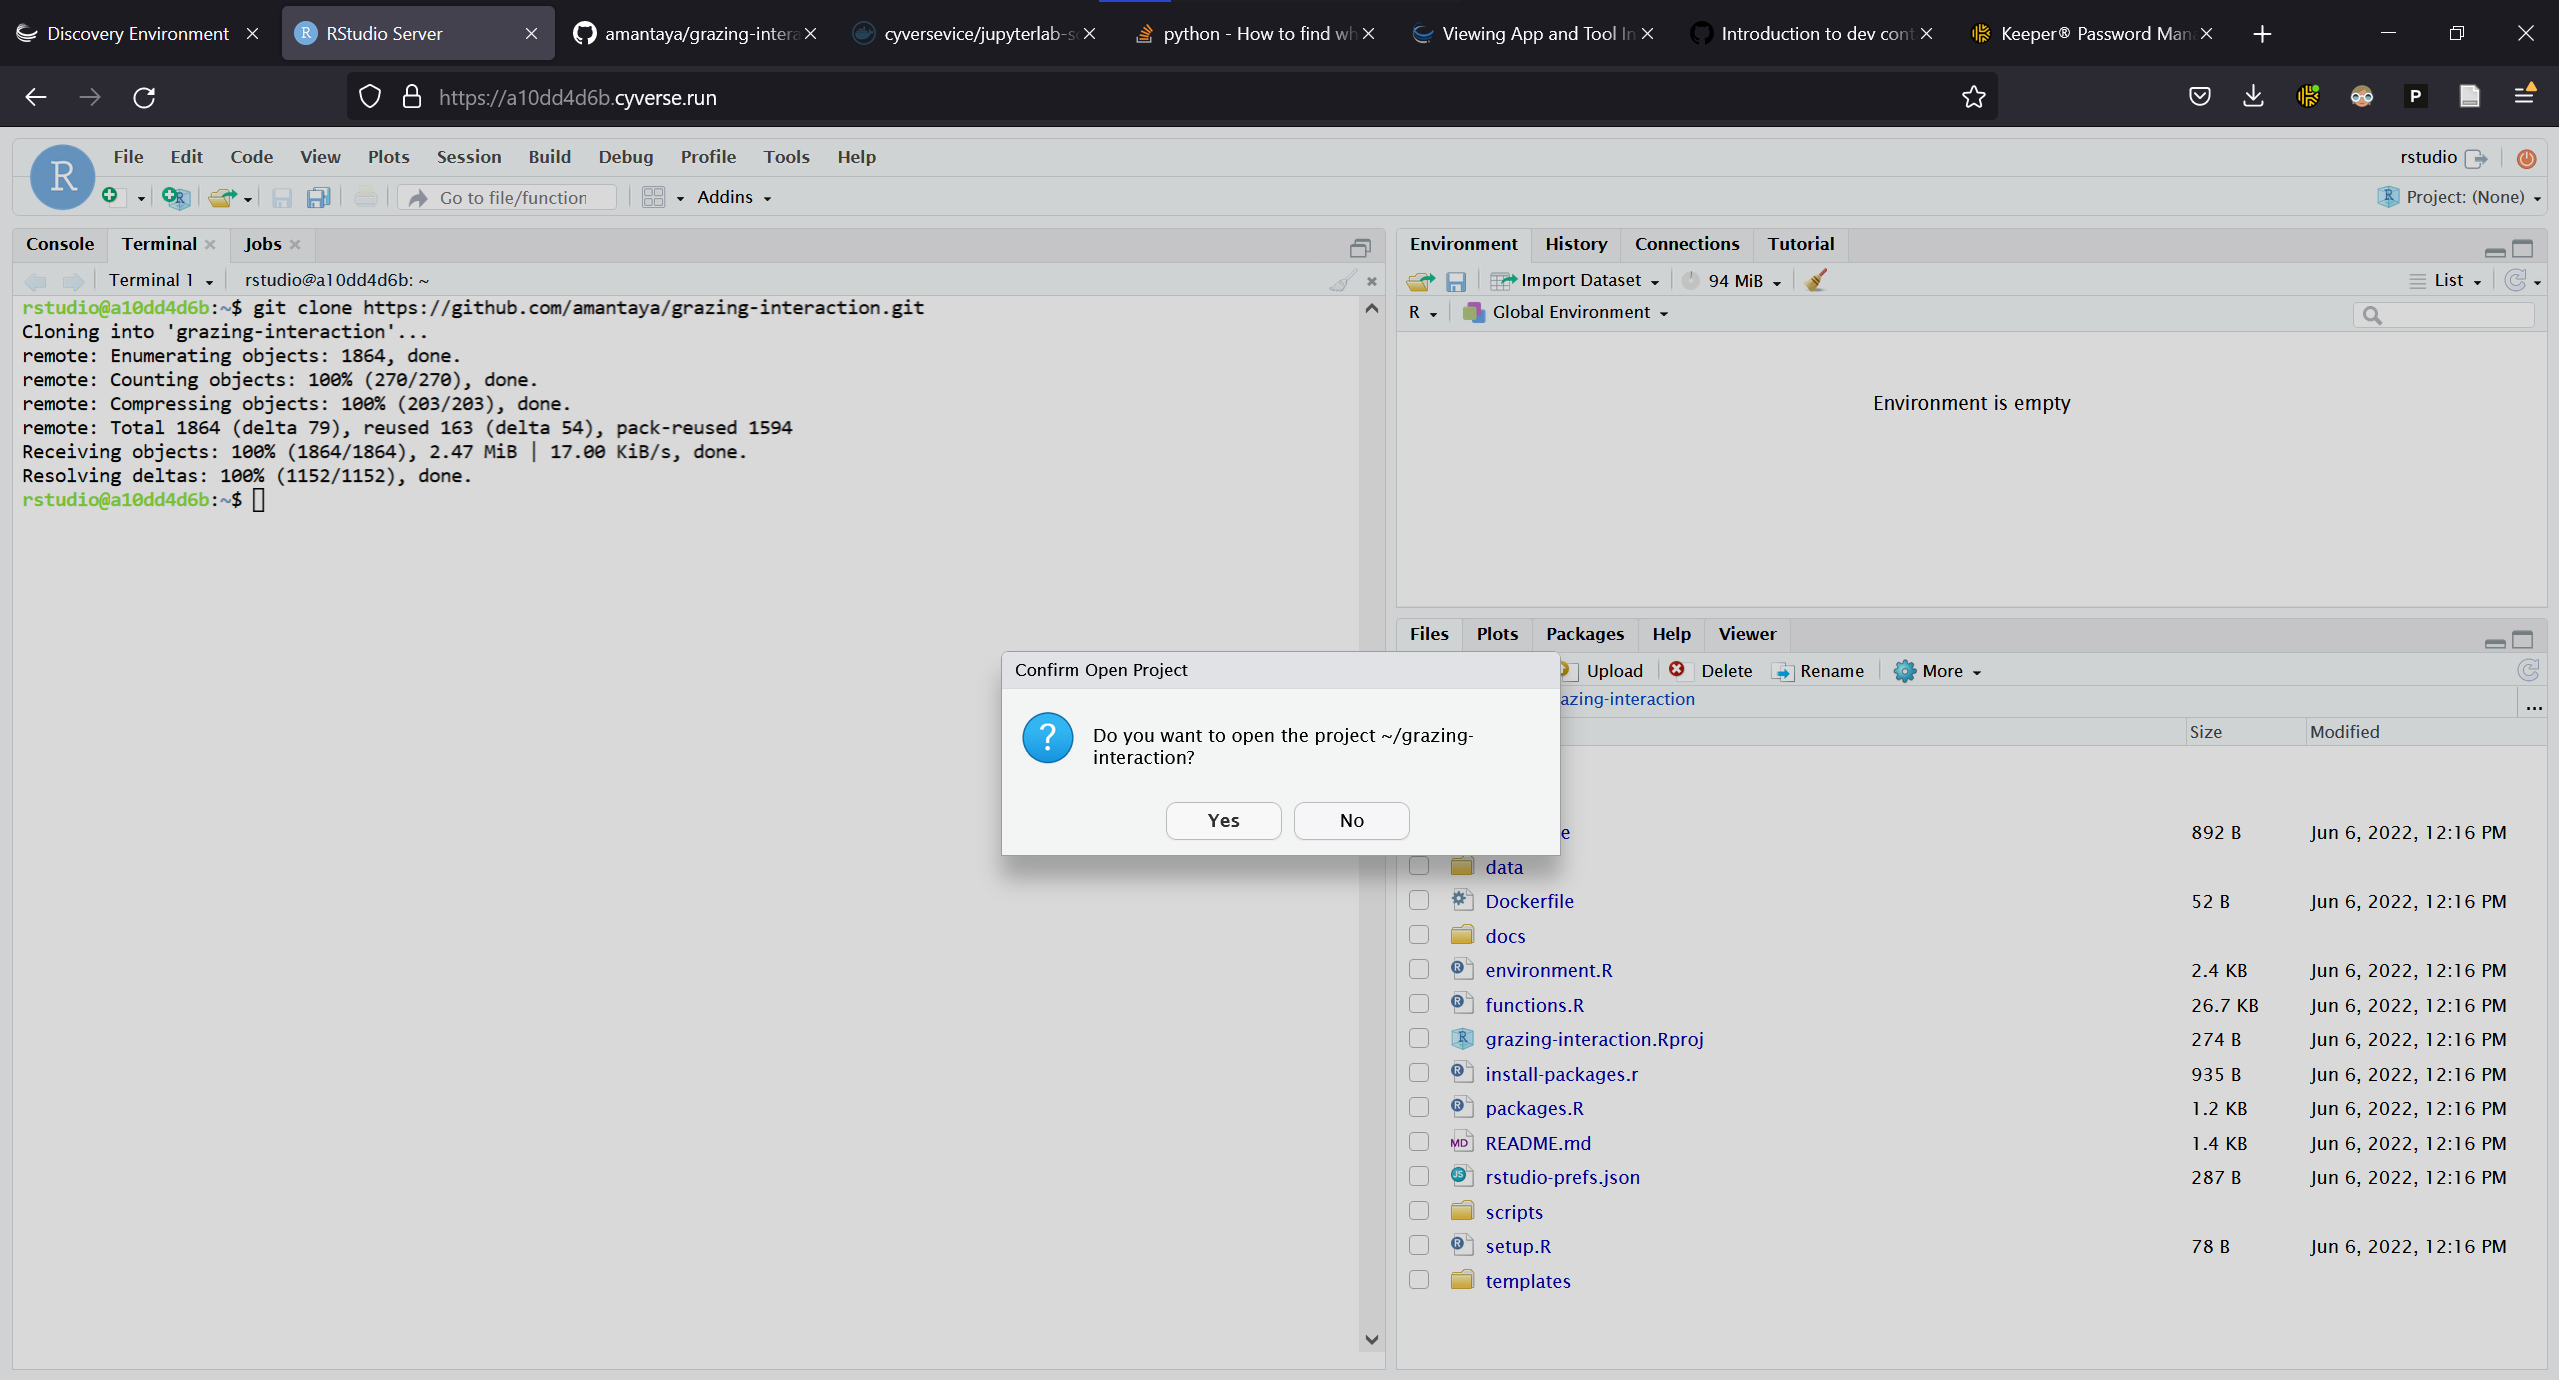 Discovery Environment
RStudio Server
amantaya/grazing-intera
cyversevice/jupyterlab-s
python - How to find wh
Viewing App and Tool In
Introduction to dev cont
Keeper® Password Man
https://a10dd4d6b.cyverse.run
P
R
File Edit Code View Plots Session Build Debug Profile Tools Help
rstudio
Go to file/function
Addins
Project: (None)
Console Terminal Jobs
Terminal 1 rstudio@a10dd4d6b: ~
rstudio@a10dd4d6b:~$ git clone https://github.com/amantaya/grazing-interaction.git
Cloning into 'grazing-interaction'...
remote: Enumerating objects: 1864, done.
remote: Counting objects: 100% (270/270), done.
remote: Compressing objects: 100% (203/203), done.
remote: Total 1864 (delta 79), reused 163 (delta 54), pack-reused 1594
Receiving objects: 100% (1864/1864), 2.47 MiB | 17.00 KiB/s, done.
Resolving deltas: 100% (1152/1152), done.
rstudio@a10dd4d6b:~$
Environment History Connections Tutorial
Import Dataset 94 MiB List
R Global Environment
Environment is empty
Files Plots Packages Help Viewer
Upload Delete Rename More
azing-interaction ...
Size Modified
e 892 B Jun 6, 2022, 12:16 PM
data
Dockerfile 52 B Jun 6, 2022, 12:16 PM
docs
environment.R 2.4 KB Jun 6, 2022, 12:16 PM
functions.R 26.7 KB Jun 6, 2022, 12:16 PM
grazing-interaction.Rproj 274 B Jun 6, 2022, 12:16 PM
install-packages.r 935 B Jun 6, 2022, 12:16 PM
packages.R 1.2 KB Jun 6, 2022, 12:16 PM
README.md 1.4 KB Jun 6, 2022, 12:16 PM
rstudio-prefs.json 287 B Jun 6, 2022, 12:16 PM
scripts
setup.R 78 B Jun 6, 2022, 12:16 PM
templates
Confirm Open Project
Do you want to open the project ~/grazing-
interaction?
Yes No